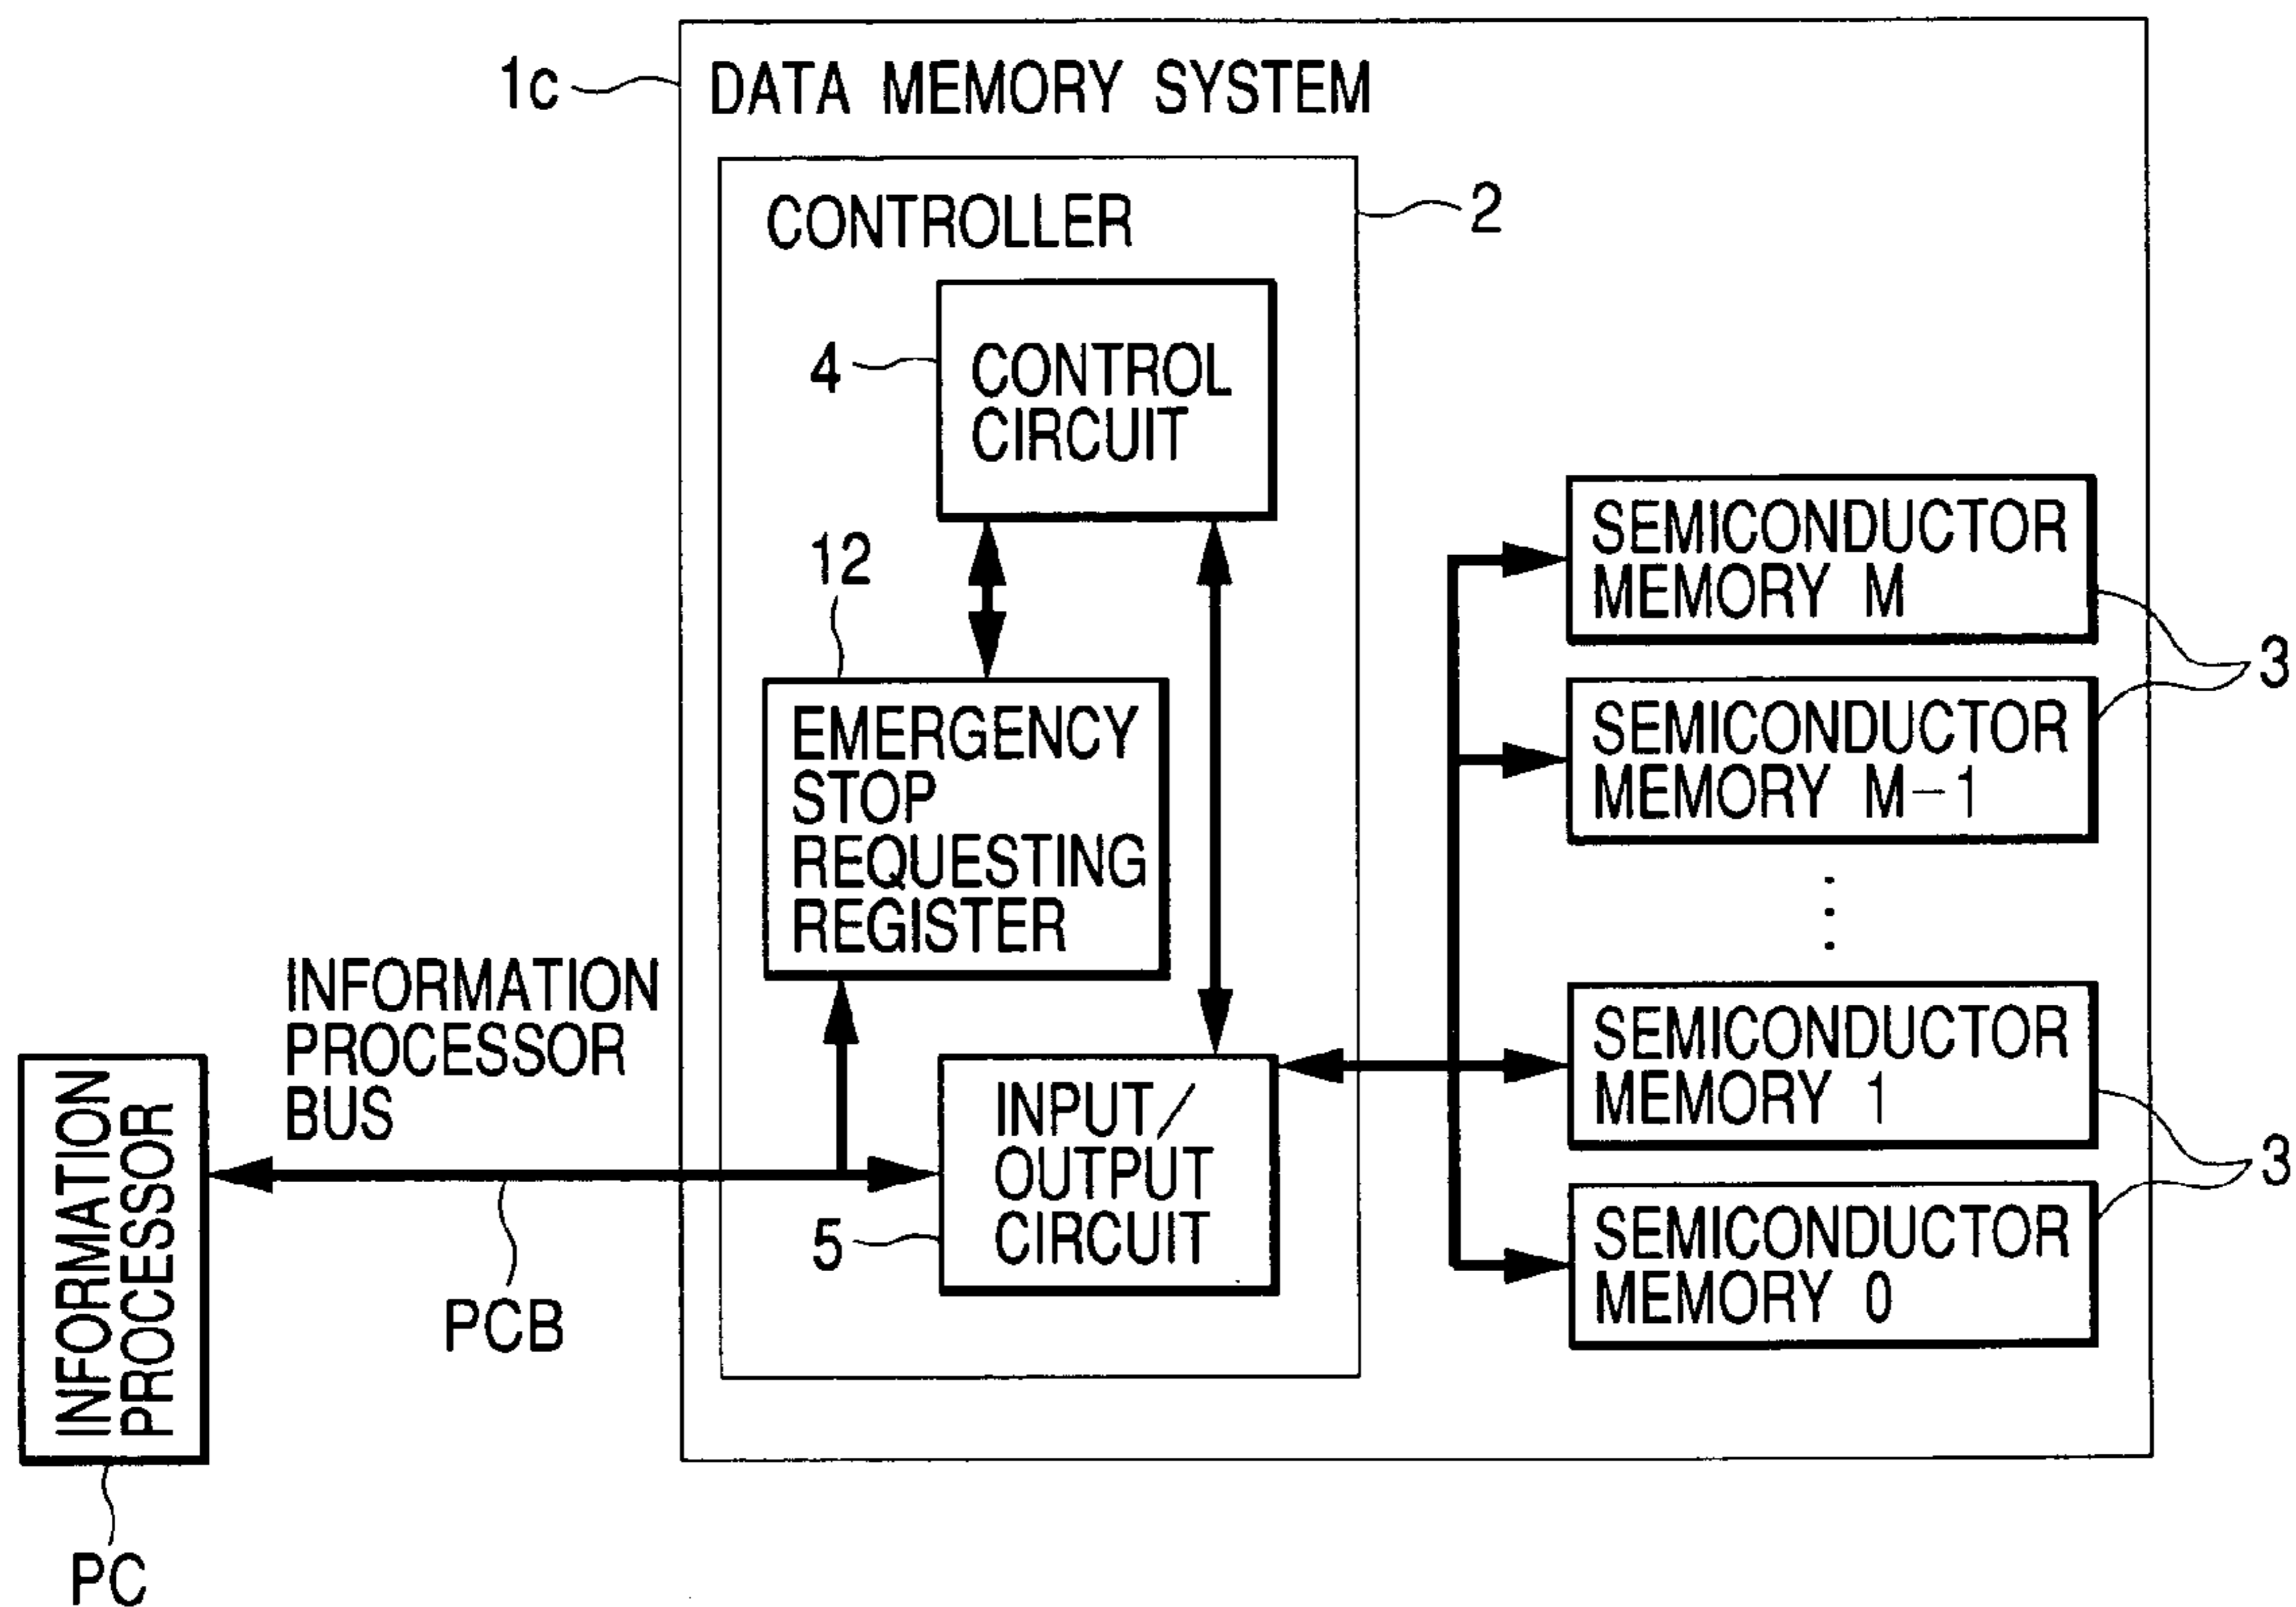 1c
DATA MEMORY SYSTEM
CONTROLLER
2
4
CONTROL
CIRCUIT
12
EMERGENCY
STOP
REQUESTING
REGISTER
INFORMATION
PROCESSOR
BUS
INPUT/
OUTPUT
CIRCUIT
5
PCB
INFORMATION
PROCESSOR
PC
SEMICONDUCTOR
MEMORY M
3
SEMICONDUCTOR
MEMORY M-1
SEMICONDUCTOR
MEMORY 1
3
SEMICONDUCTOR
MEMORY 0